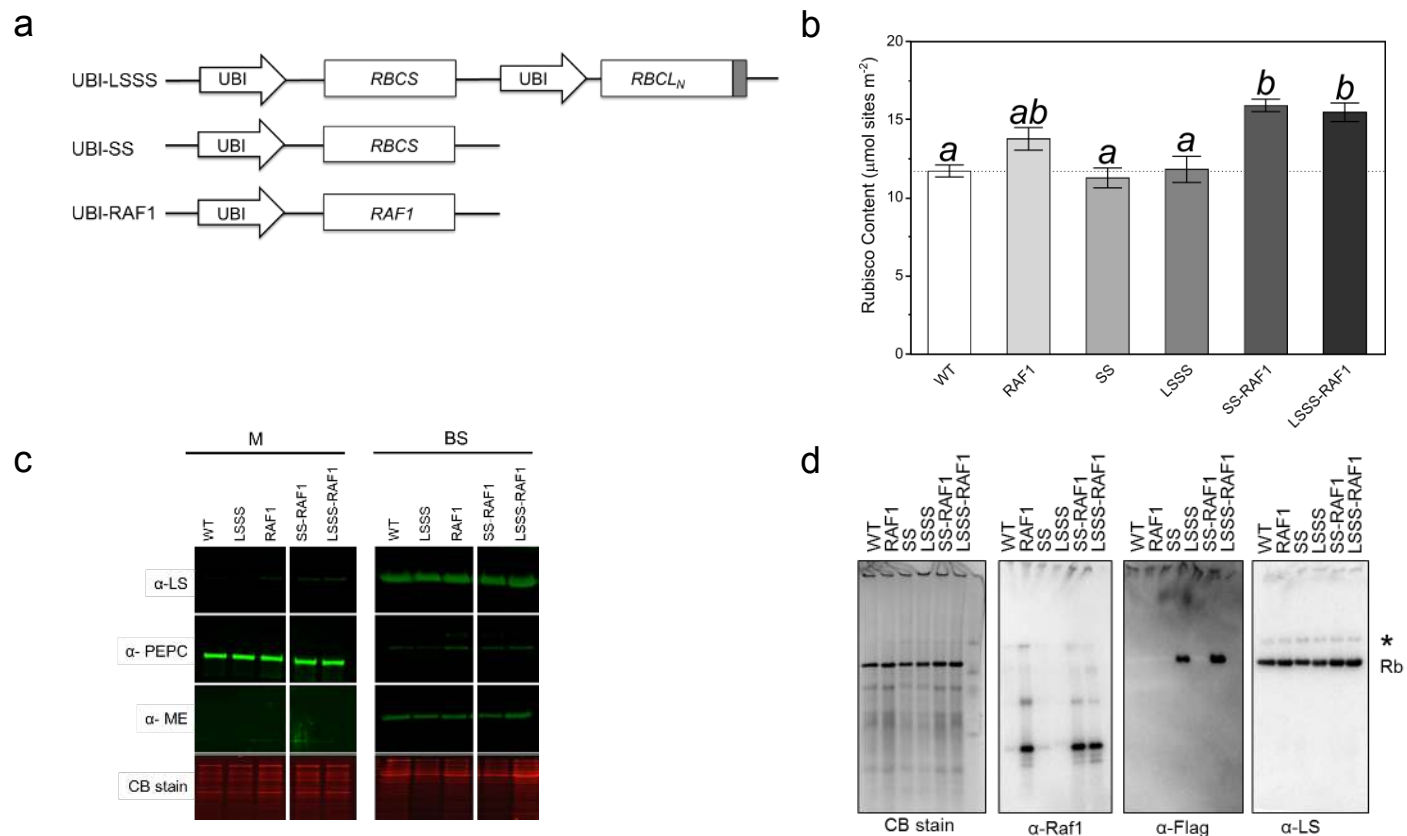 a
UBI-LSSS UBI RBCS UBI RBCL_N
UBI-SS UBI RBCS
UBI-RAF1 UBI RAF1
b
Rubisco Content (µmol sites m⁻²)
20
15
10
5
0
a ab a a b b
WT RAF1 SS LSSS SS-RAF1 LSSS-RAF1
c
M BS
WT LSSS RAF1 SS-RAF1 LSSS-RAF1 WT LSSS RAF1 SS-RAF1 LSSS-RAF1
α-LS
α- PEPC
α- ME
CB stain
d
WT RAF1 SS LSSS SS-RAF1 LSSS-RAF1 WT RAF1 SS LSSS SS-RAF1 LSSS-RAF1 WT RAF1 SS LSSS SS-RAF1 LSSS-RAF1 WT RAF1 SS LSSS SS-RAF1 LSSS-RAF1
*
Rb
CB stain α-Raf1 α-Flag α-LS